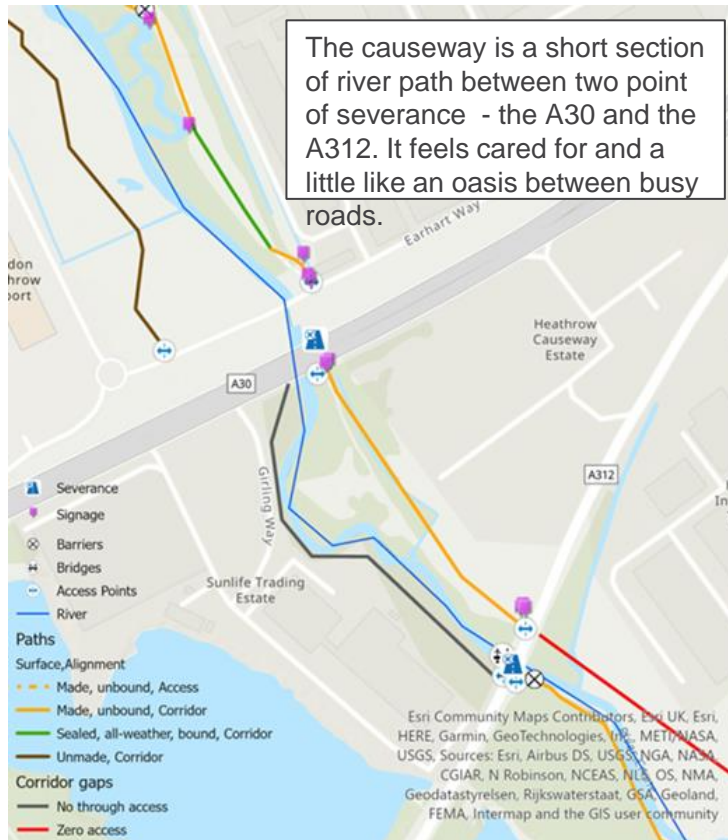 The causeway is a short section
of river path between two point
of severance - the A30 and the
A312. It feels cared for and a
little like an oasis between busy
roads.
Earhart Way
Heathrow
Causeway
Estate
A30
A312
Girling Way
Sunlife Trading
Estate
Severance
Signage
Barriers
Bridges
Access Points
River
Paths
Surface,Alignment
Made, unbound, Access
Made, unbound, Corridor
Sealed, all-weather, bound, Corridor
Unmade, Corridor
Corridor gaps
No through access
Zero access
Esri Community Maps Contributors, Esri UK, Esri,
HERE, Garmin, GeoTechnologies, Inc., METI/NASA,
USGS, Sources: Esri, Airbus DS, USGS, NGA, NASA,
CGIAR, N Robinson, NCEAS, NLS, OS, NMA,
Geodatastyrelsen, Rijkswaterstaat, GSA, Geoland,
FEMA, Intermap and the GIS user community